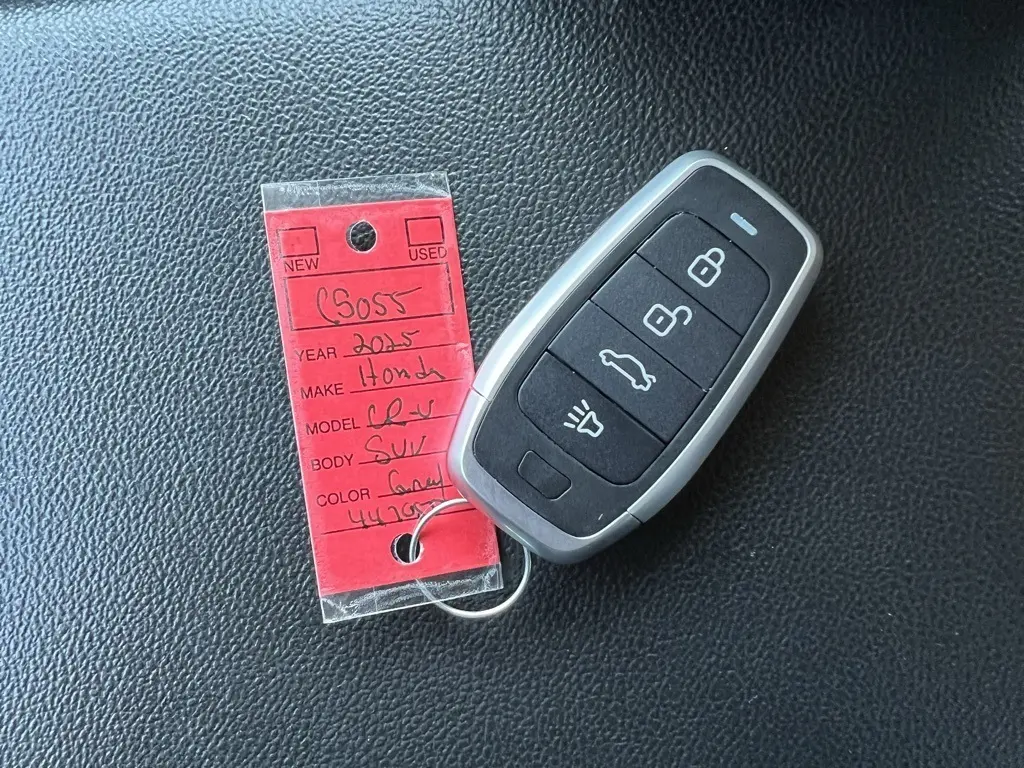 NEW USED
C5055
YEAR 2025
MAKE Honda
MODEL CR-V
BODY SUV
COLOR Gray